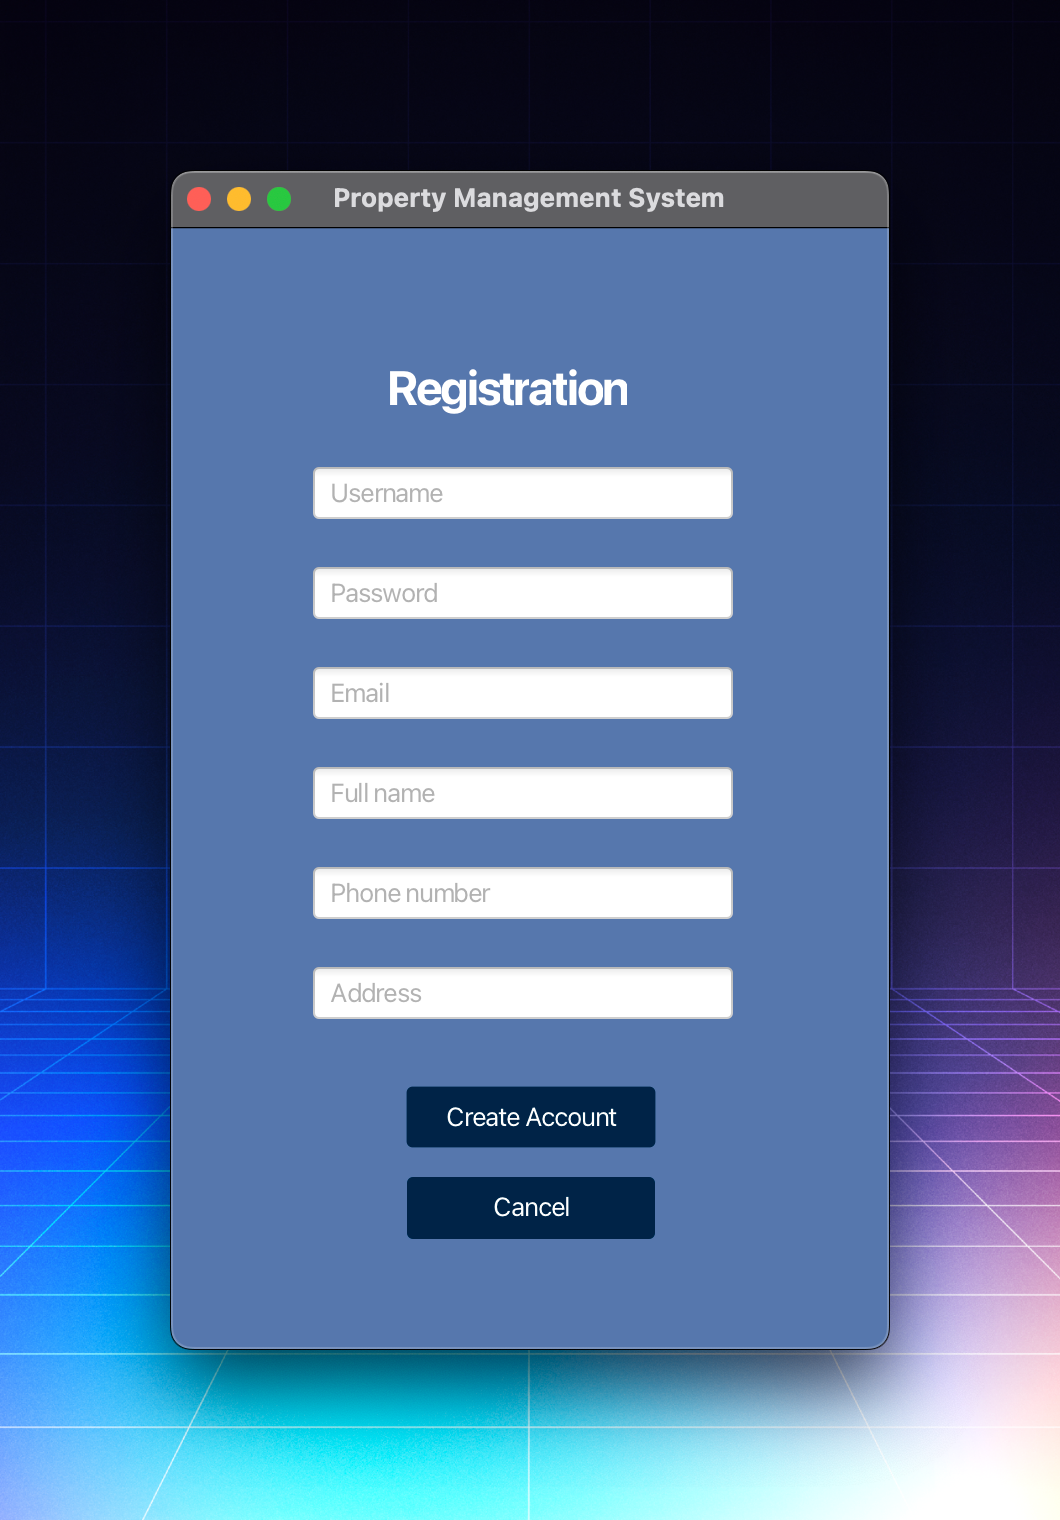 Property Management System
Registration
Username
Password
Email
Full name
Phone number
Address
Create Account
Cancel